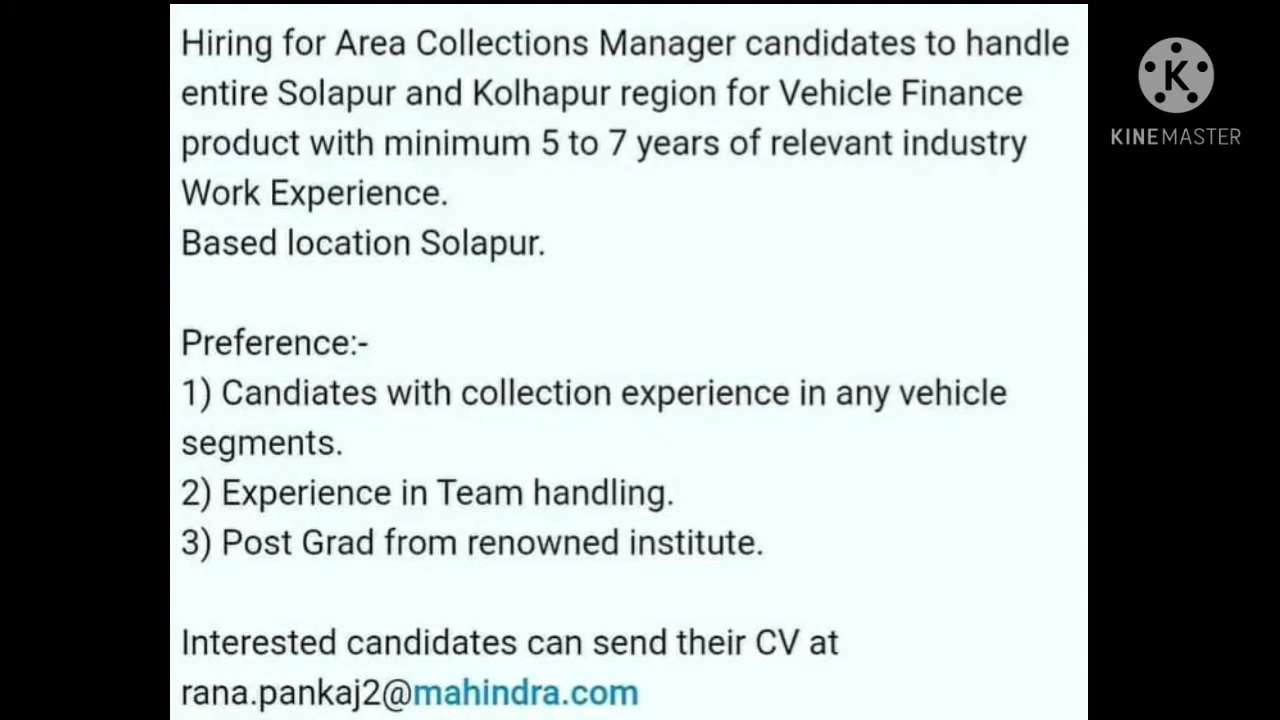 Hiring for Area Collections Manager candidates to handle
entire Solapur and Kolhapur region for Vehicle Finance
product with minimum 5 to 7 years of relevant industry
Work Experience.
Based location Solapur.
Preference:-
1) Candiates with collection experience in any vehicle
segments.
2) Experience in Team handling.
3) Post Grad from renowned institute.
Interested candidates can send their CV at
rana.pankaj2@mahindra.com
K
KINEMASTER